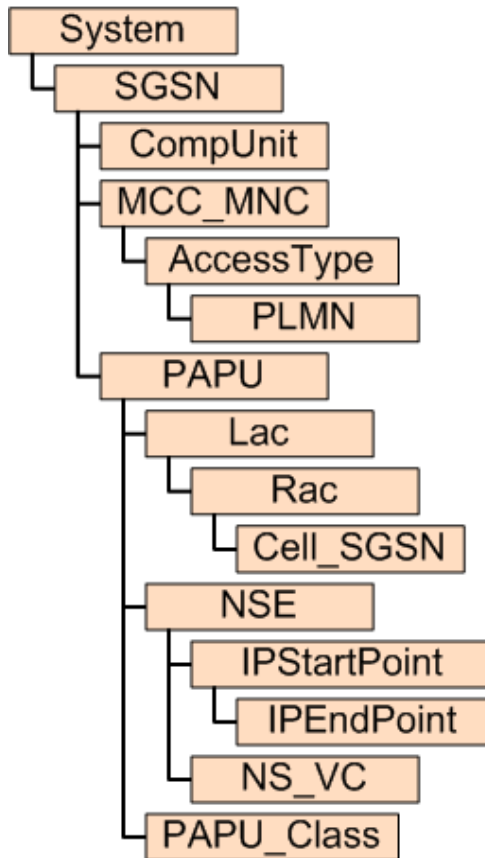 System
SGSN
CompUnit
MCC_MNC
AccessType
PLMN
PAPU
Lac
Rac
Cell_SGSN
NSE
IPStartPoint
IPEndPoint
NS_VC
PAPU_Class